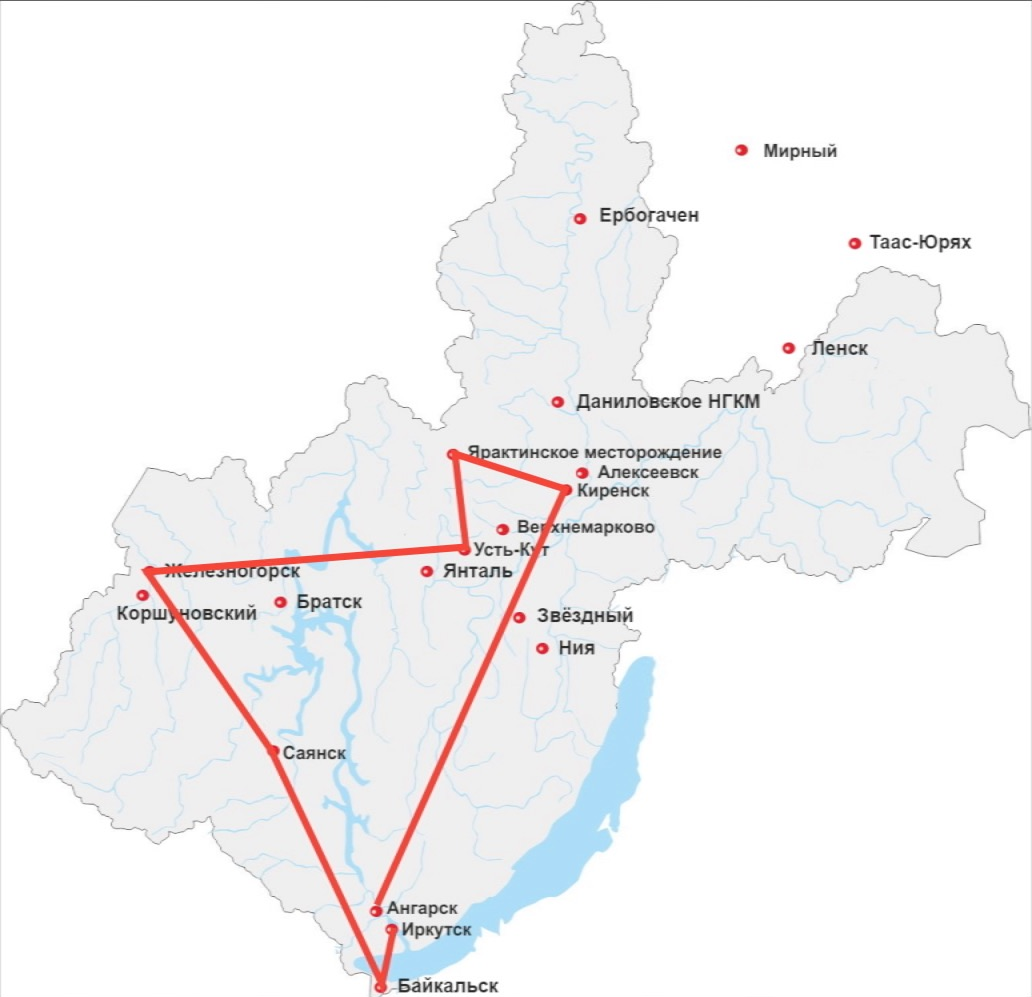 Мирный
Ербогачен
Таас-Юрях
Ленск
Даниловское НГКМ
Ярактинское месторождение
Алексеевск
Киренск
Верхнемарково
Усть-Кут
Янталь
Железногорск
Братск
Коршуновский
Звёздный
Ния
Саянск
Ангарск
Иркутск
Байкальск